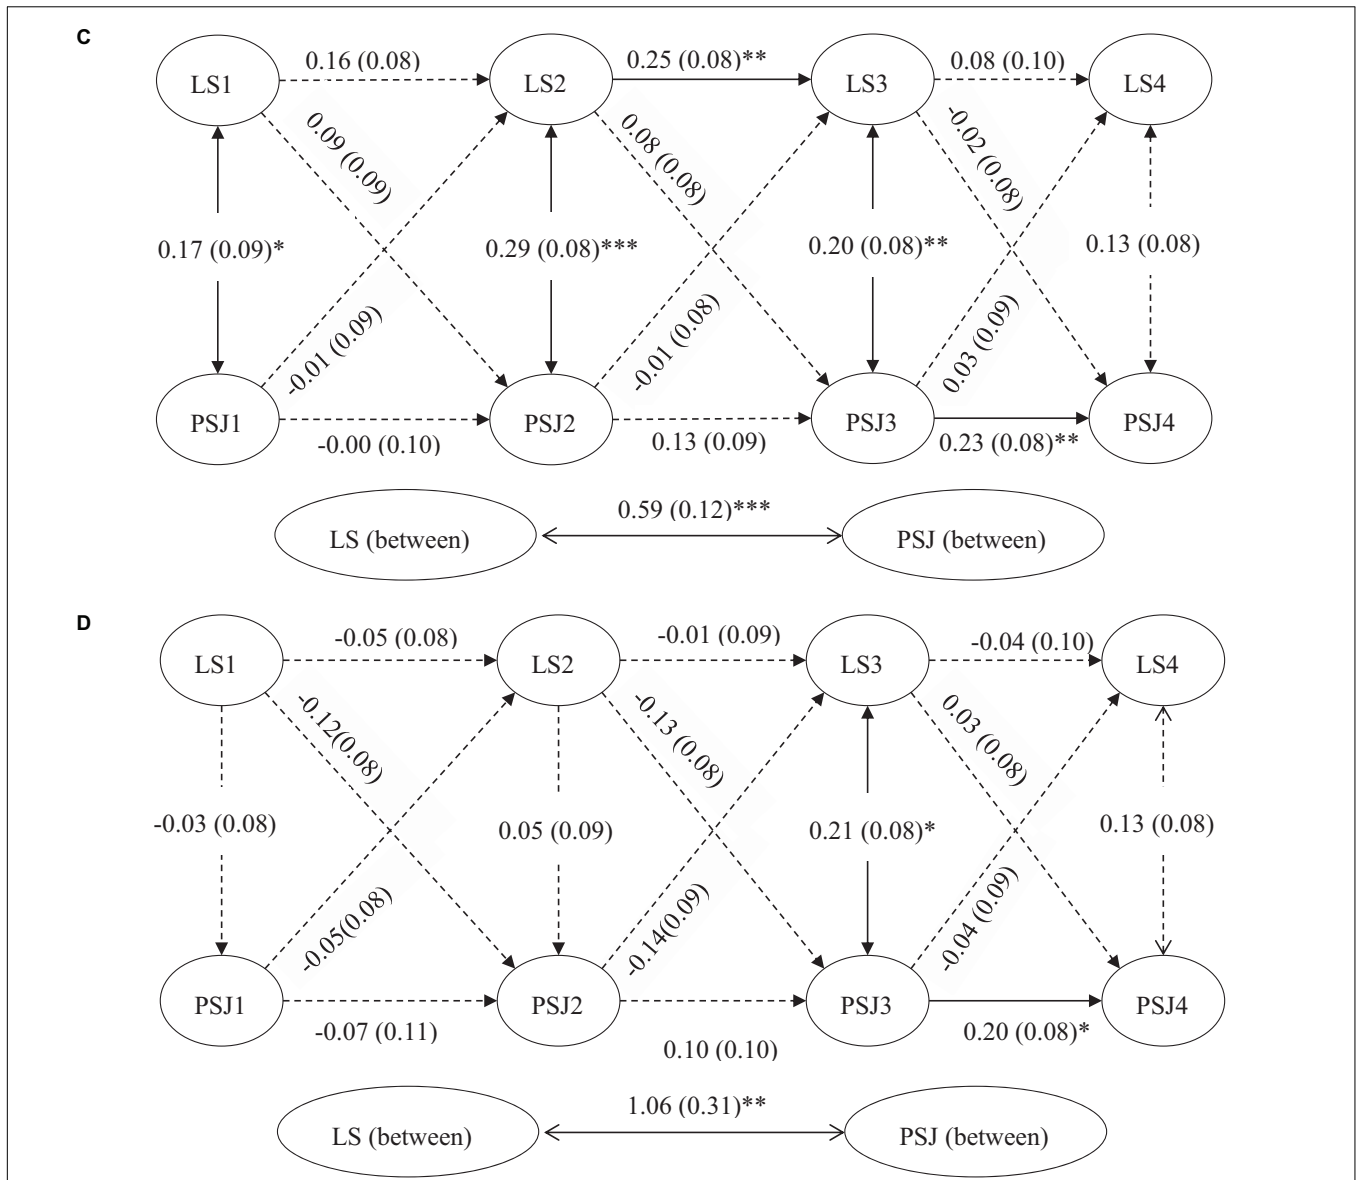 C
LS1
0.16 (0.08)
LS2
0.25 (0.08)**
LS3
0.08 (0.10)
LS4
0.09 (0.09)
0.08 (0.08)
-0.02 (0.08)
0.17 (0.09)*
0.29 (0.08)***
0.20 (0.08)**
0.13 (0.08)
-0.01 (0.09)
-0.01 (0.08)
0.03 (0.09)
PSJ1
-0.00 (0.10)
PSJ2
0.13 (0.09)
PSJ3
0.23 (0.08)**
PSJ4
LS (between)
0.59 (0.12)***
PSJ (between)
D
LS1
-0.05 (0.08)
LS2
-0.01 (0.09)
LS3
-0.04 (0.10)
LS4
-0.12(0.08)
-0.13 (0.08)
0.03 (0.08)
-0.03 (0.08)
0.05 (0.09)
0.21 (0.08)*
0.13 (0.08)
-0.05(0.08)
-0.14(0.09)
-0.04 (0.09)
PSJ1
-0.07 (0.11)
PSJ2
0.10 (0.10)
PSJ3
0.20 (0.08)*
PSJ4
LS (between)
1.06 (0.31)**
PSJ (between)